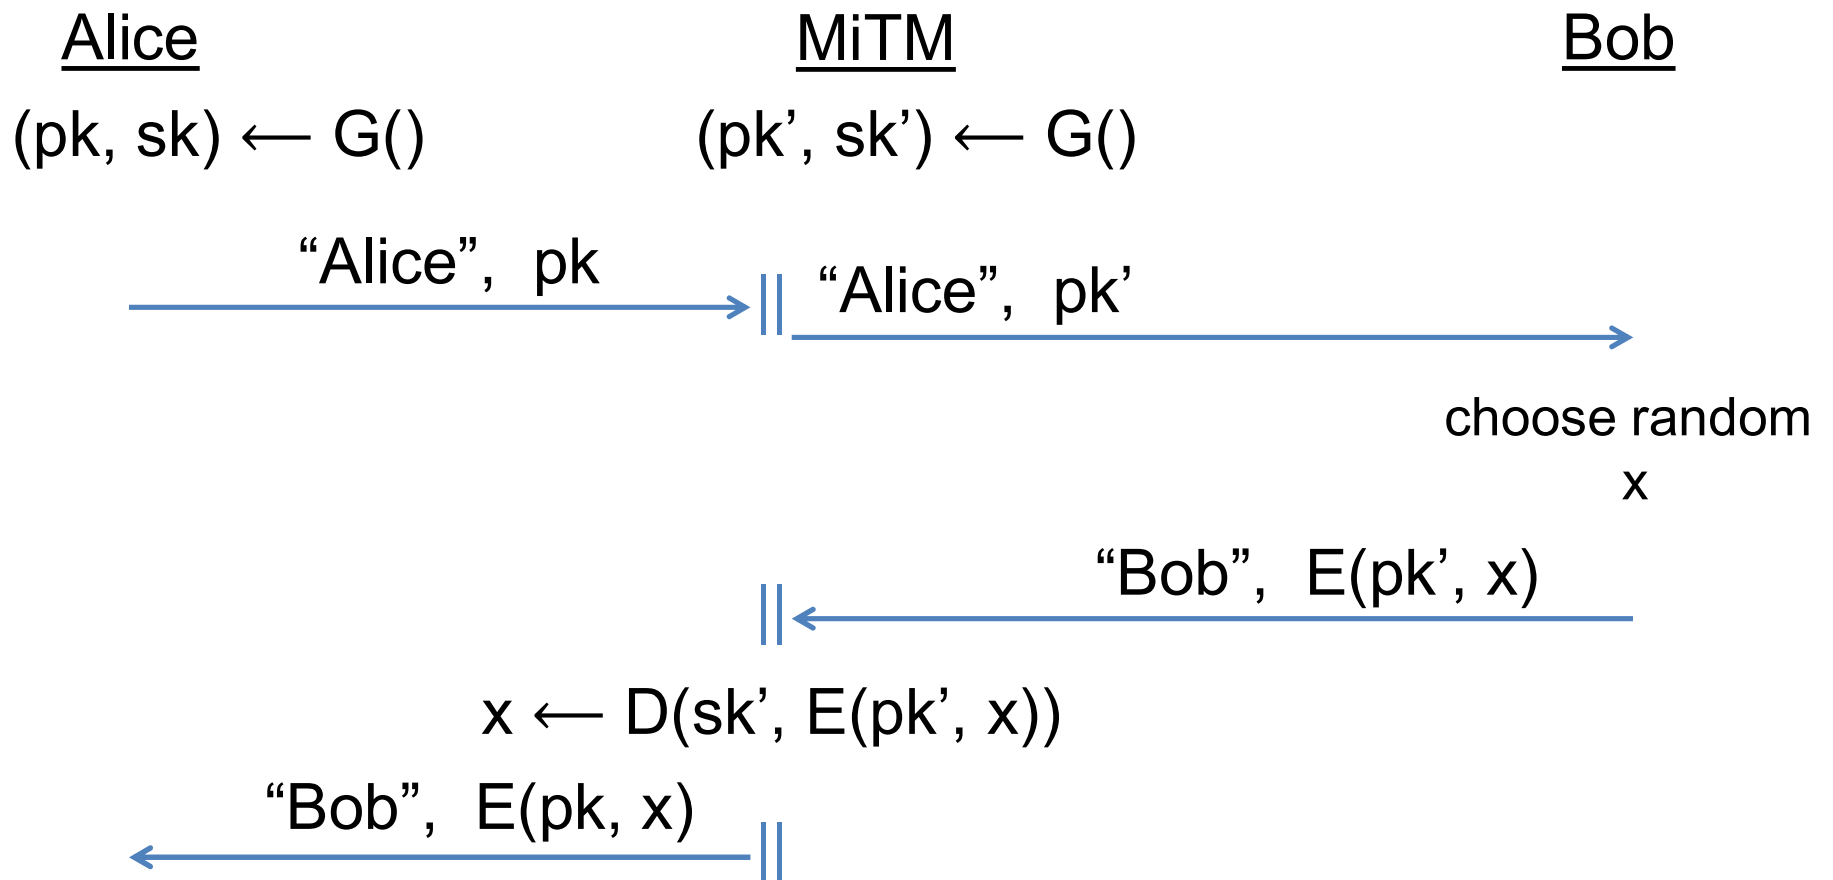 Alice MiTM Bob
(pk, sk) ⟵ G() (pk’, sk’) ⟵ G()
“Alice”, pk
“Alice”, pk’
choose random
x
“Bob”, E(pk’, x)
x ⟵ D(sk’, E(pk’, x))
“Bob”, E(pk, x)